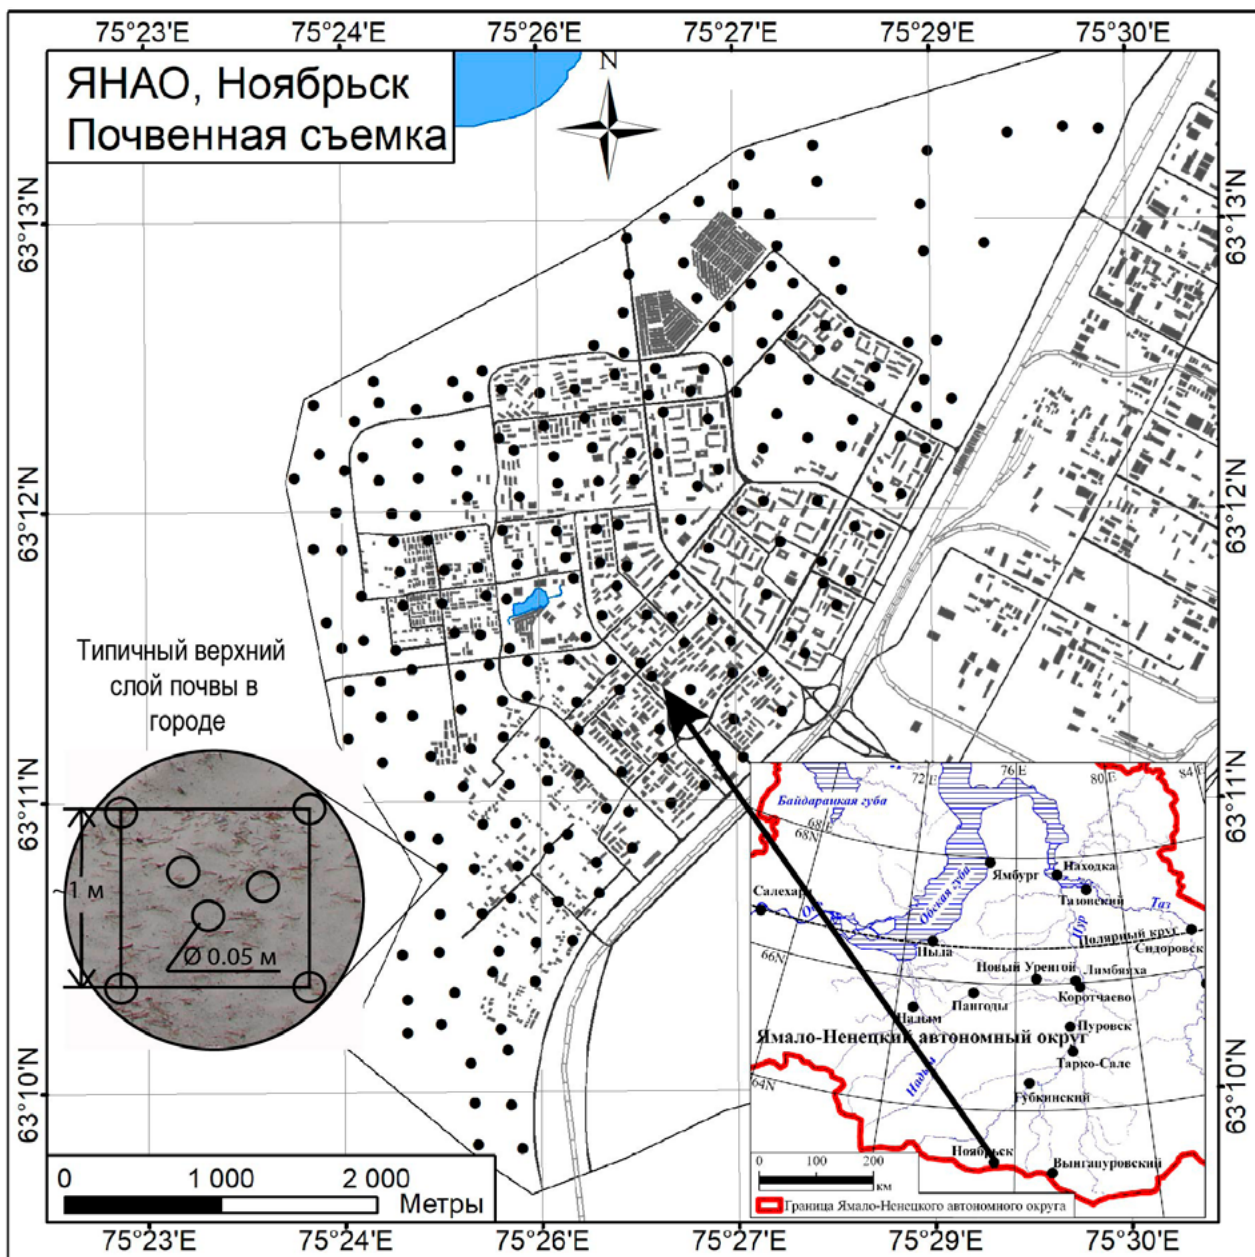 75°23'E 75°24'E 75°26'E 75°27'E 75°29'E 75°30'E
ЯНАО, Ноябрьск
Почвенная съемка
N
63°13'N 63°13'N
63°12'N 63°12'N
Типичный верхний
слой почвы в
городе
63°11'N 63°11'N
~1 м
Ø 0.05 м
72 E 76 E 80 E 84 E
Байдарацкая губа
68 E
68N
Ямбург
Находка
Тазовский
Салехард
Обская губа
Таз
Пур
Полярный круг
Сидоровск
66N
Ныда
Новый Уренгой
Лимбяяха
Пангоды
Коротчаево
Надым
Пуровск
Ямало-Ненецкий автономный округ
Тарко-Сале
64N
Надым
Губкинский
63°10'N 63°10'N
Ноябрьск
Вынгапуровский
0 100 200
км
Граница Ямало-Ненецкого автономного округа
0 1 000 2 000
Метры
75°23'E 75°24'E 75°26'E 75°27'E 75°29'E 75°30'E